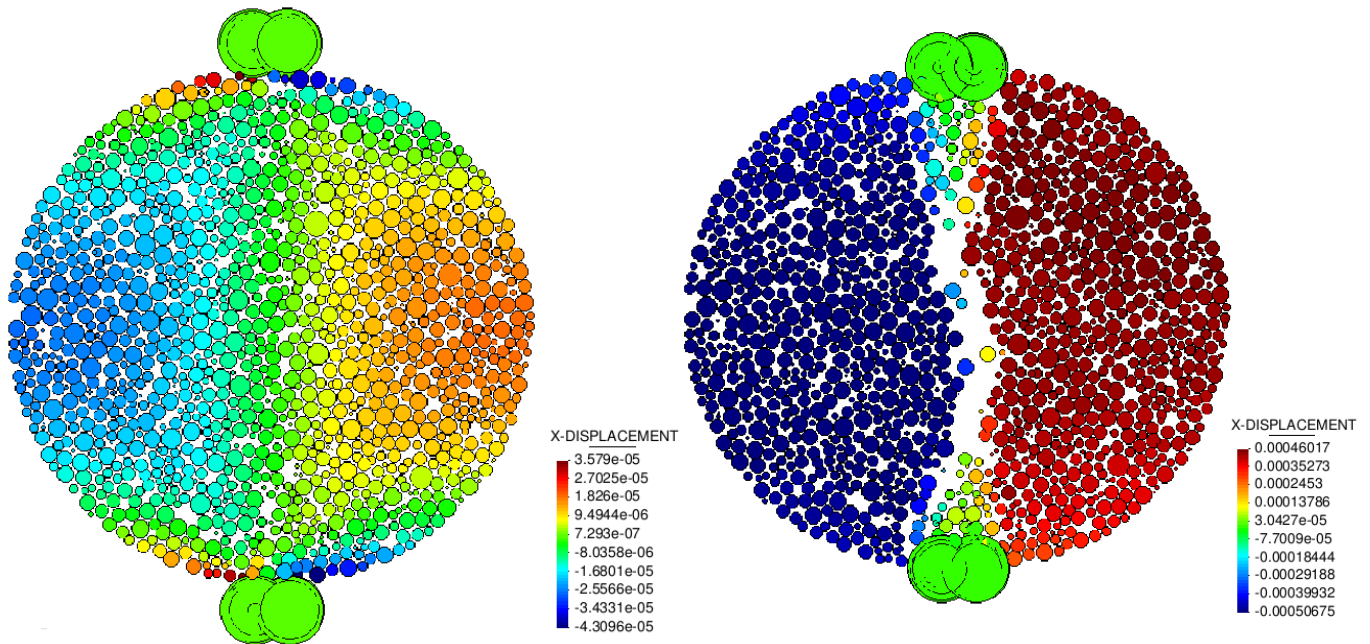 X-DISPLACEMENT
3.579e-05
2.7025e-05
1.826e-05
9.4944e-06
7.293e-07
-8.0358e-06
-1.6801e-05
-2.5566e-05
-3.4331e-05
-4.3096e-05
X-DISPLACEMENT
0.00046017
0.00035273
0.0002453
0.00013786
3.0427e-05
-7.7009e-05
-0.00018444
-0.00029188
-0.00039932
-0.00050675